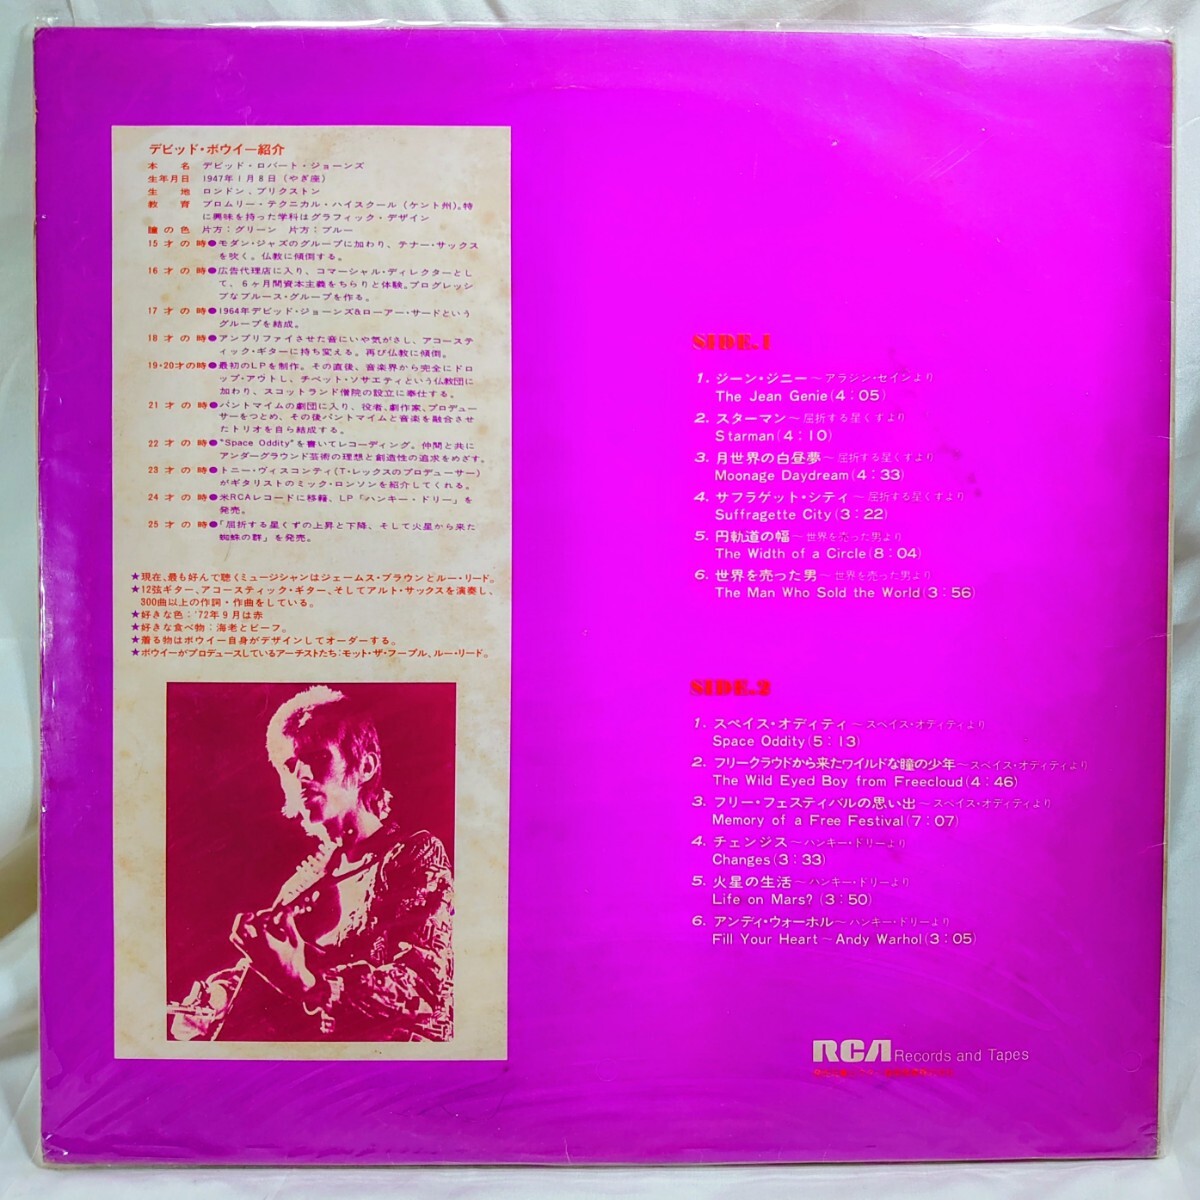 デビッド・ボウイー紹介
本名 デビッド・ロバート・ジョーンズ
生年月日 1947年1月8日（やぎ座）
生地 ロンドン、ブリクストン
教育 ブロムリー・テクニカル・ハイスクール（ケント州）。特
に興味を持った学科はグラフィック・デザイン
瞳の色 片方：グリーン 片方：ブルー
15才の時●モダン・ジャズのグループに加わり、テナー・サックス
を吹く。仏教に傾倒する。
16才の時●広告代理店に入り、コマーシャル・ディレクターとし
て、6ヶ月間資本主義をちらりと体験。プログレッシ
ブなブルース・グループを作る。
17才の時●1964年デビッド・ジョーンズ&ローアー・サードという
グループを結成。
18才の時●アンプリファイさせた音にいや気がさし、アコーステ
ィック・ギターに持ち変える。再び仏教に傾倒。
19・20才の時●最初のLPを制作。その直後、音楽界から完全にドロ
ップ・アウトし、チベット・ソサエティという仏教団に
加わり、スコットランド僧院の設立に奉仕する。
21才の時●パントマイムの劇団に入り、役者、劇作家、プロデュー
サーをつとめ、その後パントマイムと音楽を融合させ
たトリオを自ら結成する。
22才の時●"Space Oddity"を書いてレコーディング。仲間と共に
アンダーグラウンド芸術の理想と創造性の追求をめざす。
23才の時●トニー・ヴィスコンティ(T・レックスのプロデューサー)
がギタリストのミック・ロンソンを紹介してくれる。
24才の時●米RCAレコードに移籍、LP「ハンキー・ドリー」を
発売。
25才の時●「屈折する星くずの上昇と下降、そして火星から来た
蜘蛛の群」を発売。
★現在、最も好んで聴くミュージシャンはジェームス・ブラウンとルー・リード。
★12弦ギター、アコースティック・ギター、そしてアルト・サックスを演奏し、
300曲以上の作詞・作曲をしている。
★好きな色：'72年9月は赤
★好きな食べ物：海老とビーフ。
★着る物はボウイー自身がデザインしてオーダーする。
★ボウイーがプロデュースしているアーチストたち：モット・ザ・フープル、ルー・リード。
SIDE.1
1. ジーン・ジニー〜アラジン・セインより
The Jean Genie(4：05)
2. スターマン〜屈折する星くずより
Starman(4：10)
3. 月世界の白昼夢〜屈折する星くずより
Moonage Daydream(4：33)
4. サフラゲット・シティ〜屈折する星くずより
Suffragette City(3：22)
5. 円軌道の幅〜世界を売った男より
The Width of a Circle(8：04)
6. 世界を売った男〜世界を売った男より
The Man Who Sold the World(3：56)
SIDE.2
1. スペイス・オディティ〜スペイス・オディティより
Space Oddity(5：13)
2. フリークラウドから来たワイルドな瞳の少年〜スペイス・オディティより
The Wild Eyed Boy from Freecloud(4：46)
3. フリー・フェスティバルの思い出〜スペイス・オディティより
Memory of a Free Festival(7：07)
4. チェンジス〜ハンキー・ドリーより
Changes(3：33)
5. 火星の生活〜ハンキー・ドリーより
Life on Mars? (3：50)
6. アンディ・ウォーホル〜ハンキー・ドリーより
Fill Your Heart〜Andy Warhol(3：05)
RCA Records and Tapes